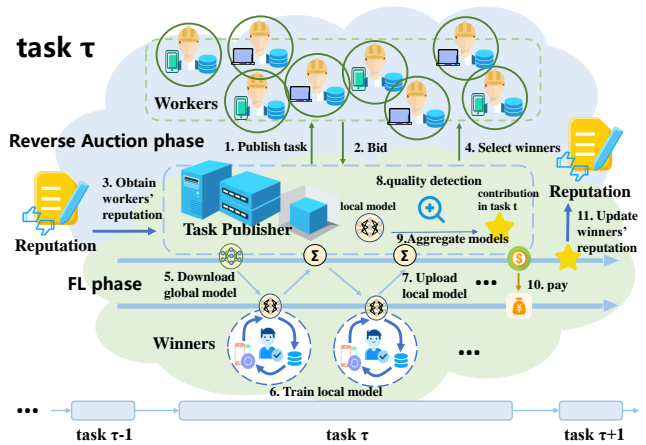 task τ
Workers
Reverse Auction phase
1. Publish task
2. Bid
4. Select winners
3. Obtain
workers'
reputation
Reputation
Task Publisher
local model
8.quality detection
contribution
in task t
9.Aggregate models
Reputation
11. Update
winners'
reputation
Σ
Σ
$
FL phase
5. Download
global model
7. Upload
local model
...
10. pay
Winners
...
6. Train local model
...
task τ-1
task τ
task τ+1